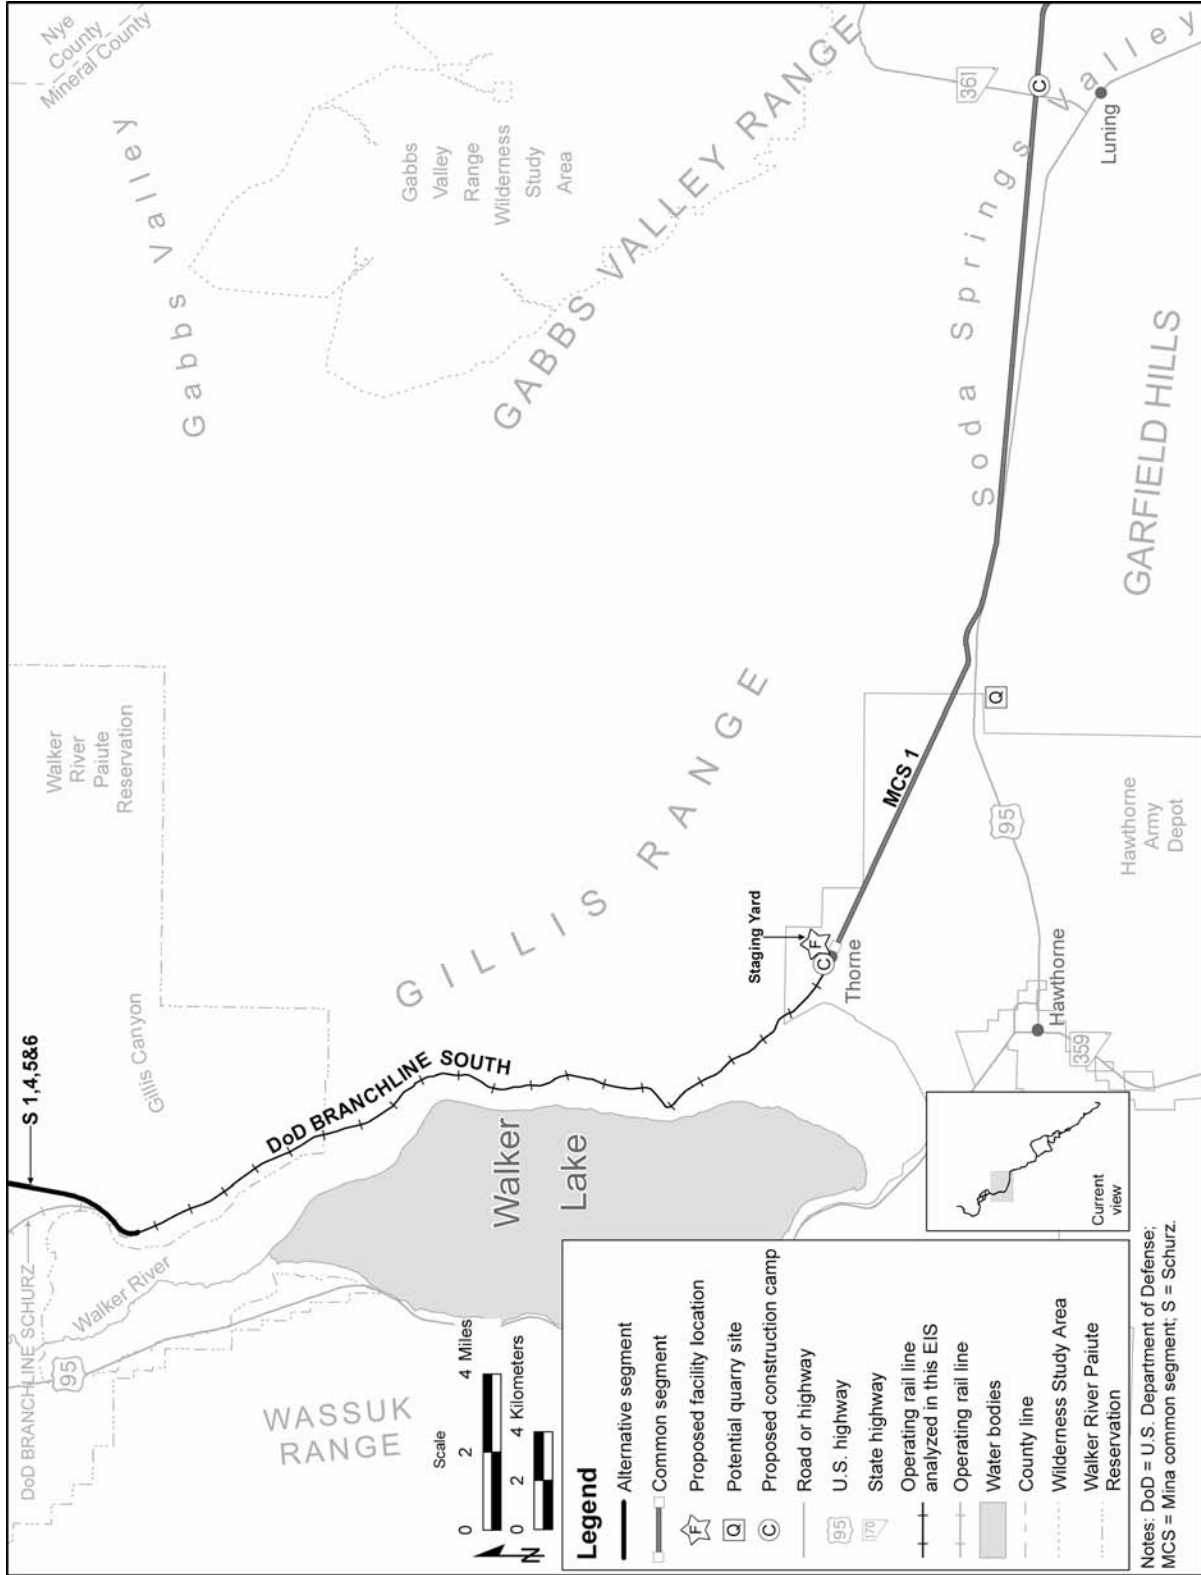 S 1,4,5&6
DoD BRANCHLINE SCHURZ
95
Walker River
WASSUK
RANGE
Gillis Canyon
DoD BRANCHLINE SOUTH
Walker
Lake
Walker
River
Paiute
Reservation
GILLIS RANGE
Nye
County
Mineral County
Gabbs Valley
Gabbs
Valley
Range
Wilderness
Study
Area
GABBS VALLEY RANGE
Staging Yard
F
C
Thorne
MCS 1
Q
95
Hawthorne
359
Hawthorne
Army
Depot
Soda Springs Valley
GARFIELD HILLS
361
C
Luning
Current
view
N
Scale
0 2 4 Miles
0 2 4 Kilometers
Legend
Alternative segment
Common segment
F Proposed facility location
Q Potential quarry site
C Proposed construction camp
Road or highway
95 U.S. highway
170 State highway
Operating rail line
analyzed in this EIS
Operating rail line
Water bodies
County line
Wilderness Study Area
Walker River Paiute
Reservation
Notes: DoD = U.S. Department of Defense;
MCS = Mina common segment; S = Schurz.